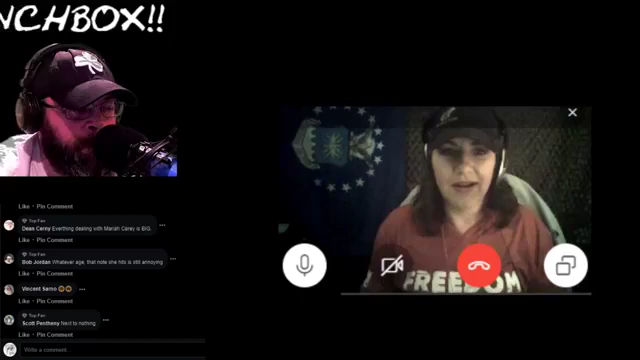 NCHBOX!!
Like · Pin Comment
Top Fan
Dean Cerny Everthing dealing with Mariah Carey is BIG.
Like · Pin Comment
Top Fan
Bob Jordan Whatever age, that note she hits is still annoying
Like · Pin Comment
Vincent Sarno
Like · Pin Comment
Top Fan
Scott Pentheny Next to nothing
Like · Pin Comment
Write a comment...
FREEDOM